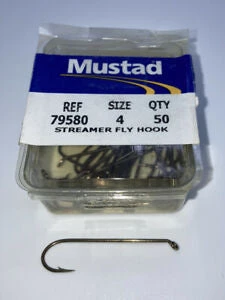 Mustad
REF SIZE QTY
79580 4 50
STREAMER FLY HOOK